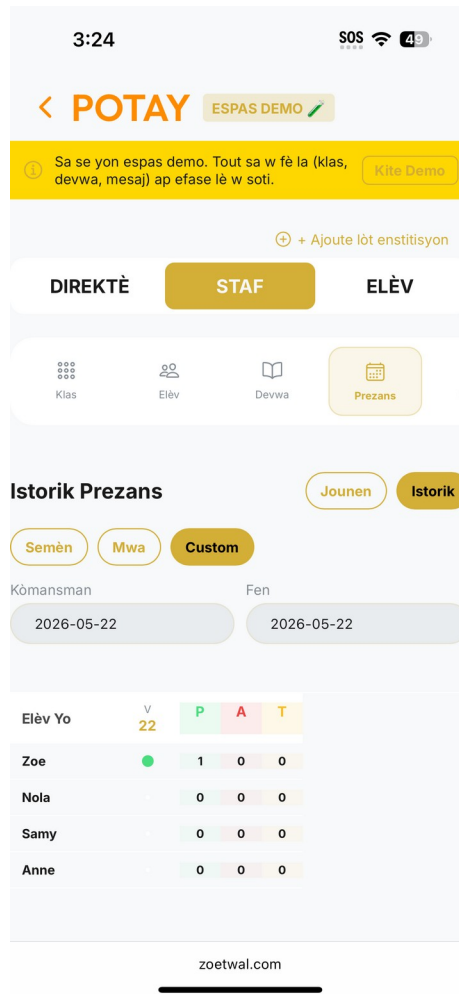 3:24 SOS 49
POTAY ESPAS DEMO
Sa se yon espas demo. Tout sa w fè la (klas,
devwa, mesaj) ap efase lè w soti.
Kite Demo
+ Ajoute lòt enstitisyon
DIREKTÈ STAF ELÈV
Klas Elèv Devwa Prezans
Istorik Prezans Jounen Istorik
Semèn Mwa Custom
Kòmansman Fen
2026-05-22 2026-05-22
Elèv Yo V 22 P A T
Zoe 1 0 0
Nola 0 0 0
Samy 0 0 0
Anne 0 0 0
zoetwal.com